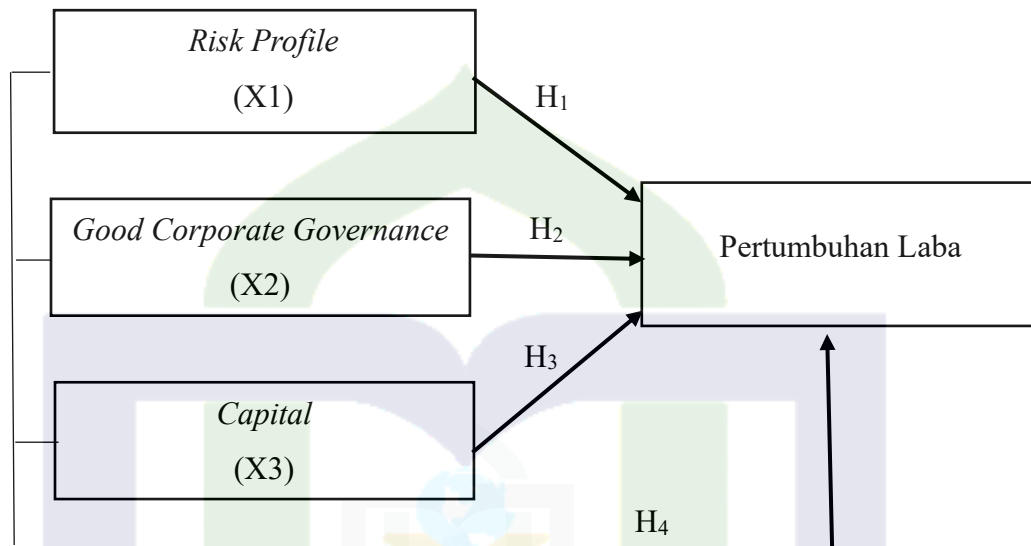 Risk Profile
(X1)
H₁
Good Corporate Governance
(X2)
H₂
Pertumbuhan Laba
H₃
Capital
(X3)
H₄